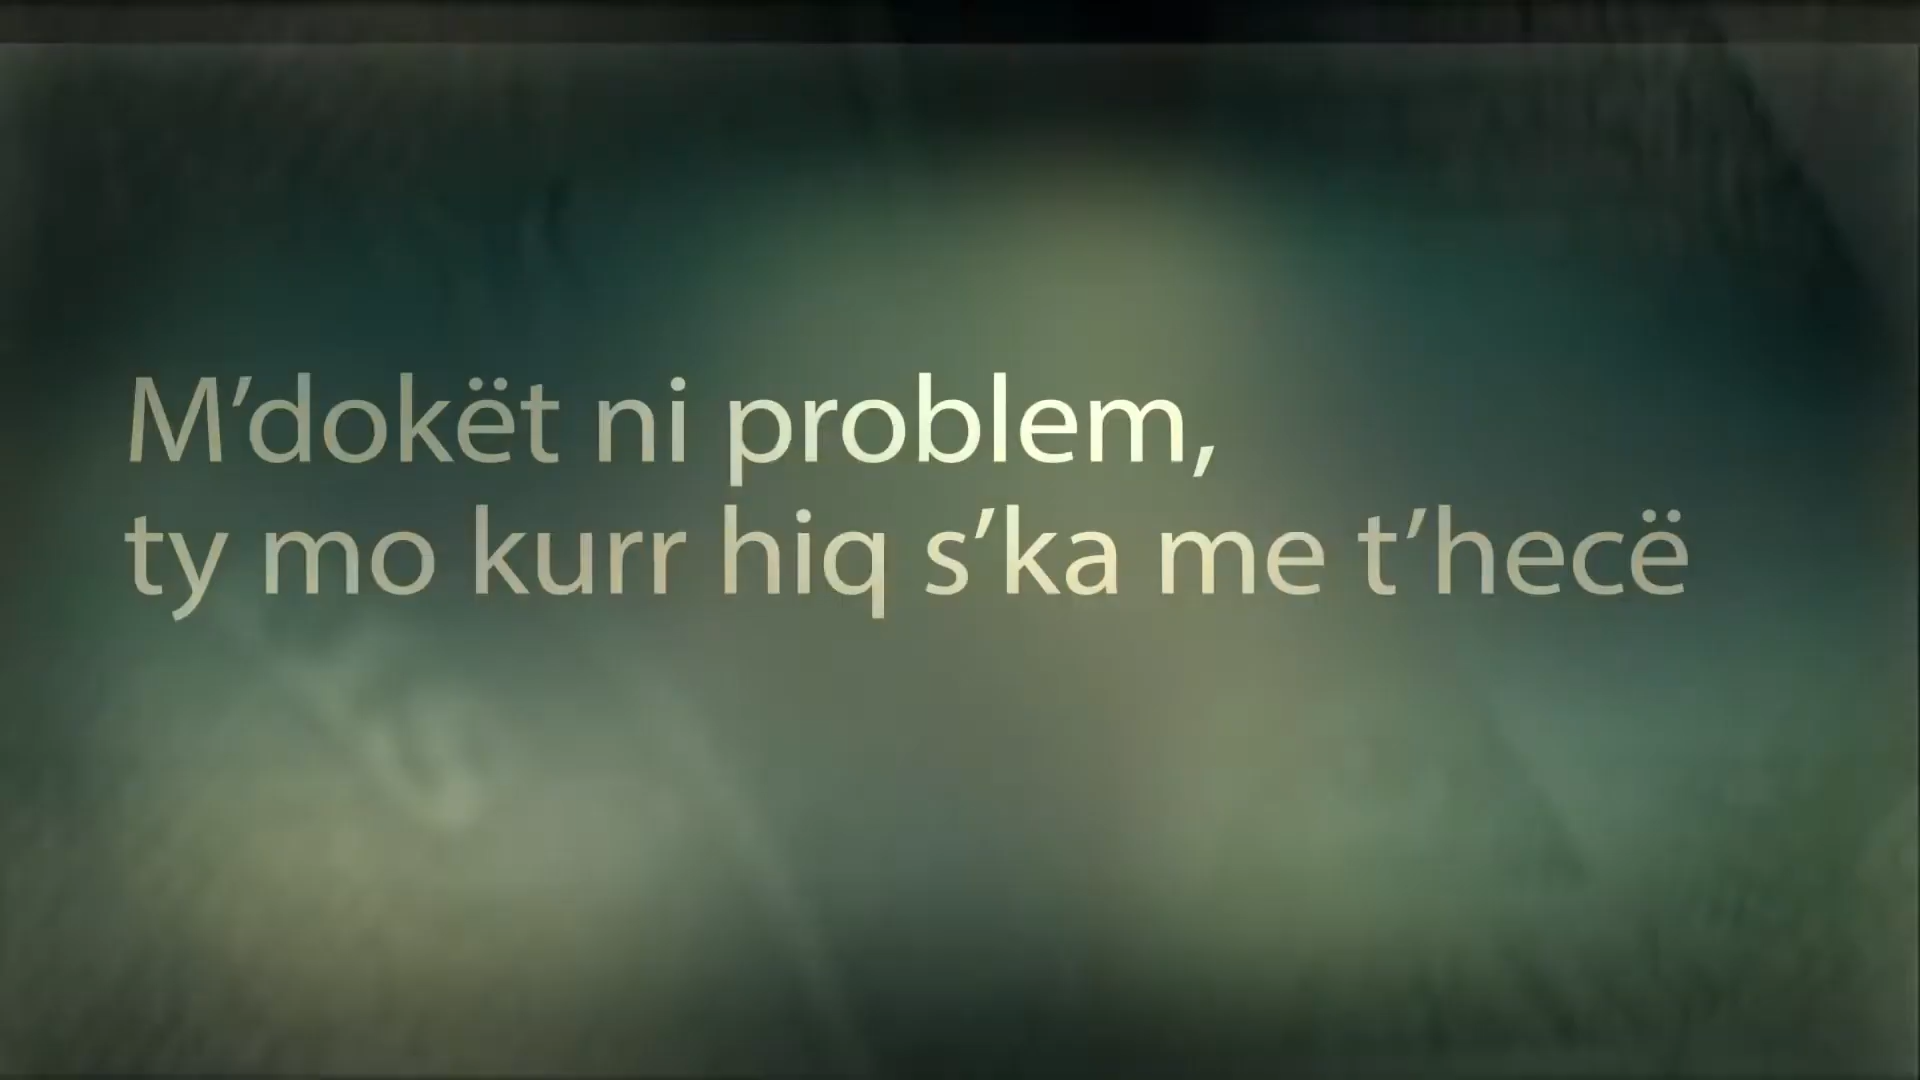 M’dokët ni problem,
ty mo kurr hiq s’ka me t’hecë